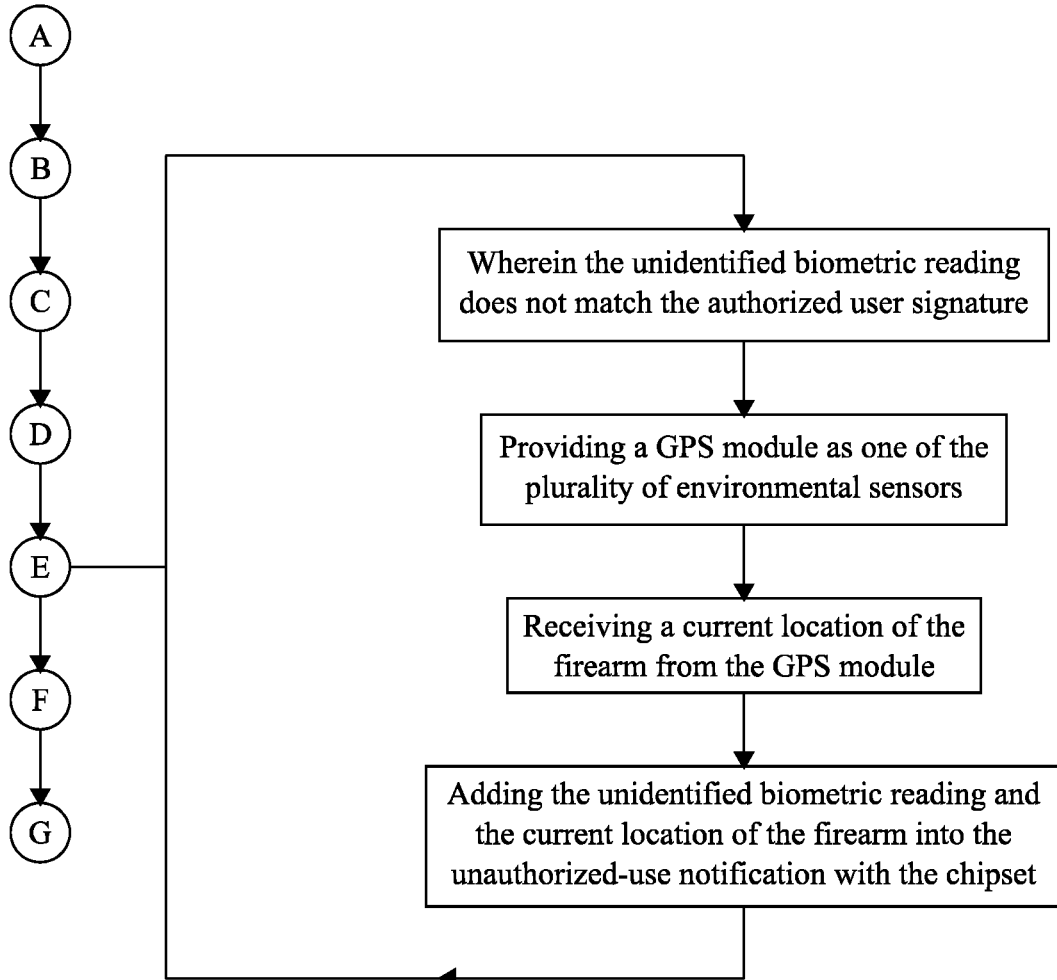 A
B
C
D
E
F
G
Wherein the unidentified biometric reading
does not match the authorized user signature
Providing a GPS module as one of the
plurality of environmental sensors
Receiving a current location of the
firearm from the GPS module
Adding the unidentified biometric reading and
the current location of the firearm into the
unauthorized-use notification with the chipset